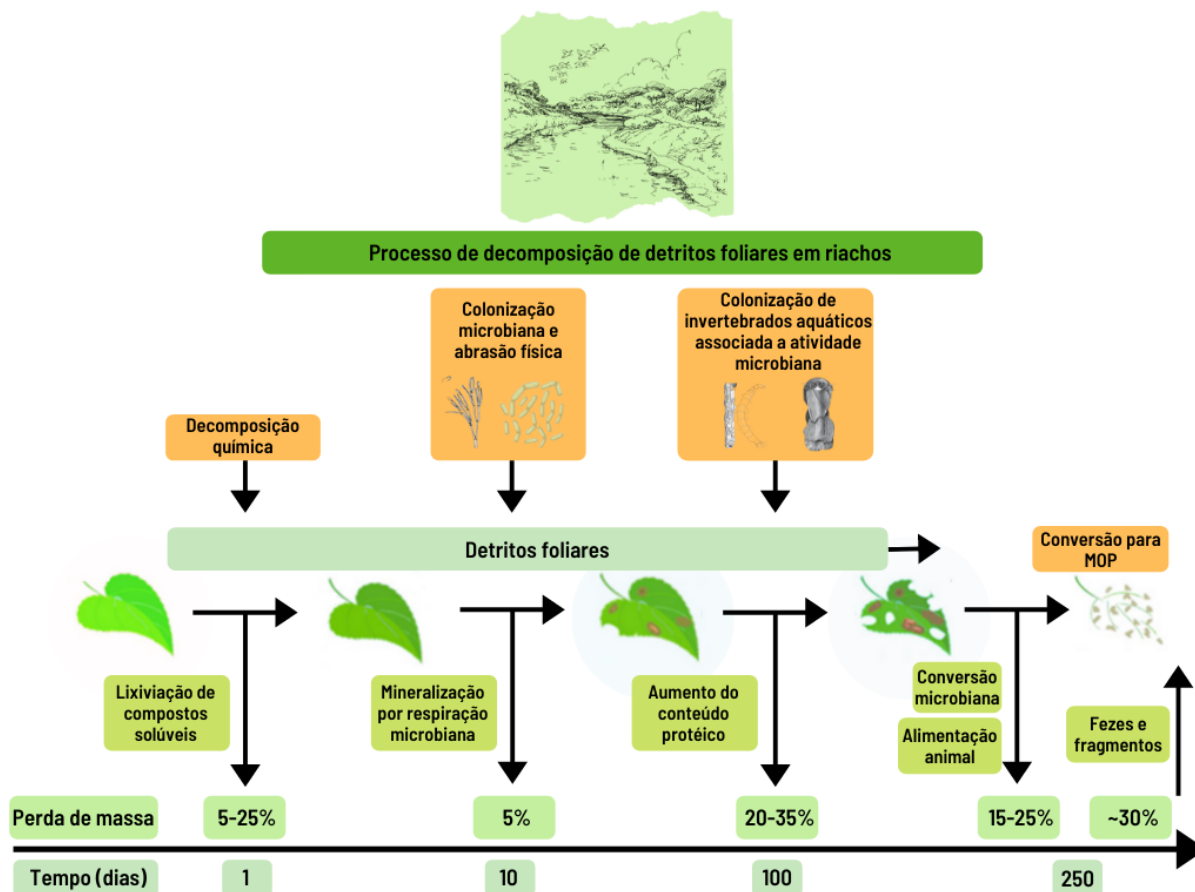 Processo de decomposição de detritos foliares em riachos
Colonização
microbiana e
abrasão física
Colonização de
invertebrados aquáticos
associada a atividade
microbiana
Decomposição
química
Detritos foliares
Conversão para
MOP
Lixiviação de
compostos
solúveis
Mineralização
por respiração
microbiana
Aumento do
conteúdo
protéico
Conversão
microbiana
Alimentação
animal
Fezes e
fragmentos
Perda de massa
5-25%
5%
20-35%
15-25%
~30%
Tempo (dias)
1
10
100
250